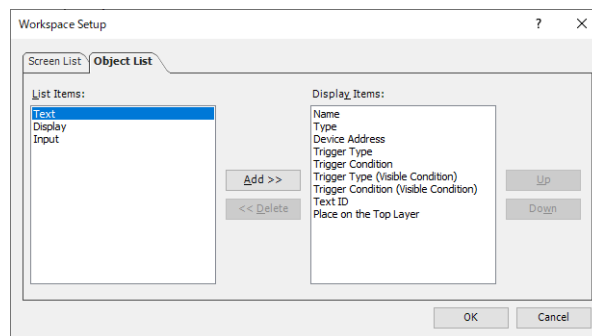 Workspace Setup
?
Screen List
Object List
List Items:
Display Items:
Text
Display
Input
Add >>
<< Delete
Name
Type
Device Address
Trigger Type
Trigger Condition
Trigger Type (Visible Condition)
Trigger Condition (Visible Condition)
Text ID
Place on the Top Layer
Up
Down
OK
Cancel